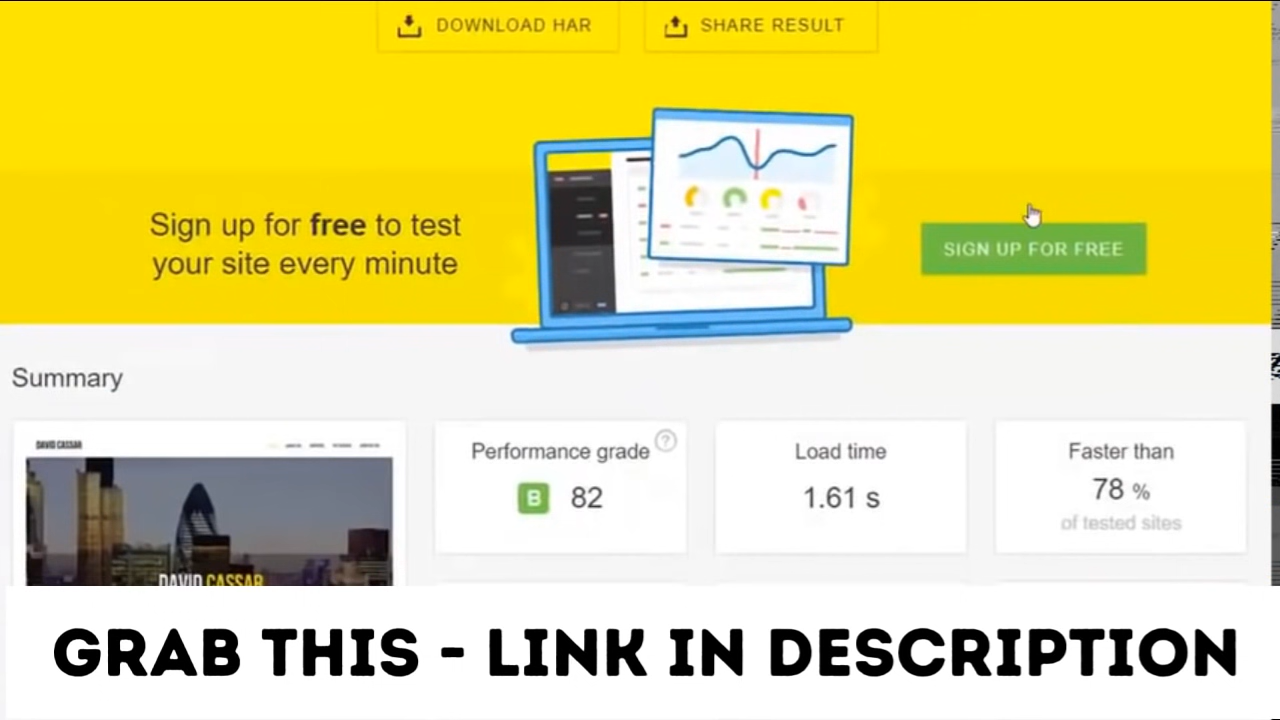 DOWNLOAD HAR
SHARE RESULT
Sign up for free to test
your site every minute
SIGN UP FOR FREE
Summary
DAVID CASSAR
Performance grade ?
B 82
Load time
1.61 s
Faster than
78 %
of tested sites
DAVID CASSAR
GRAB THIS - LINK IN DESCRIPTION